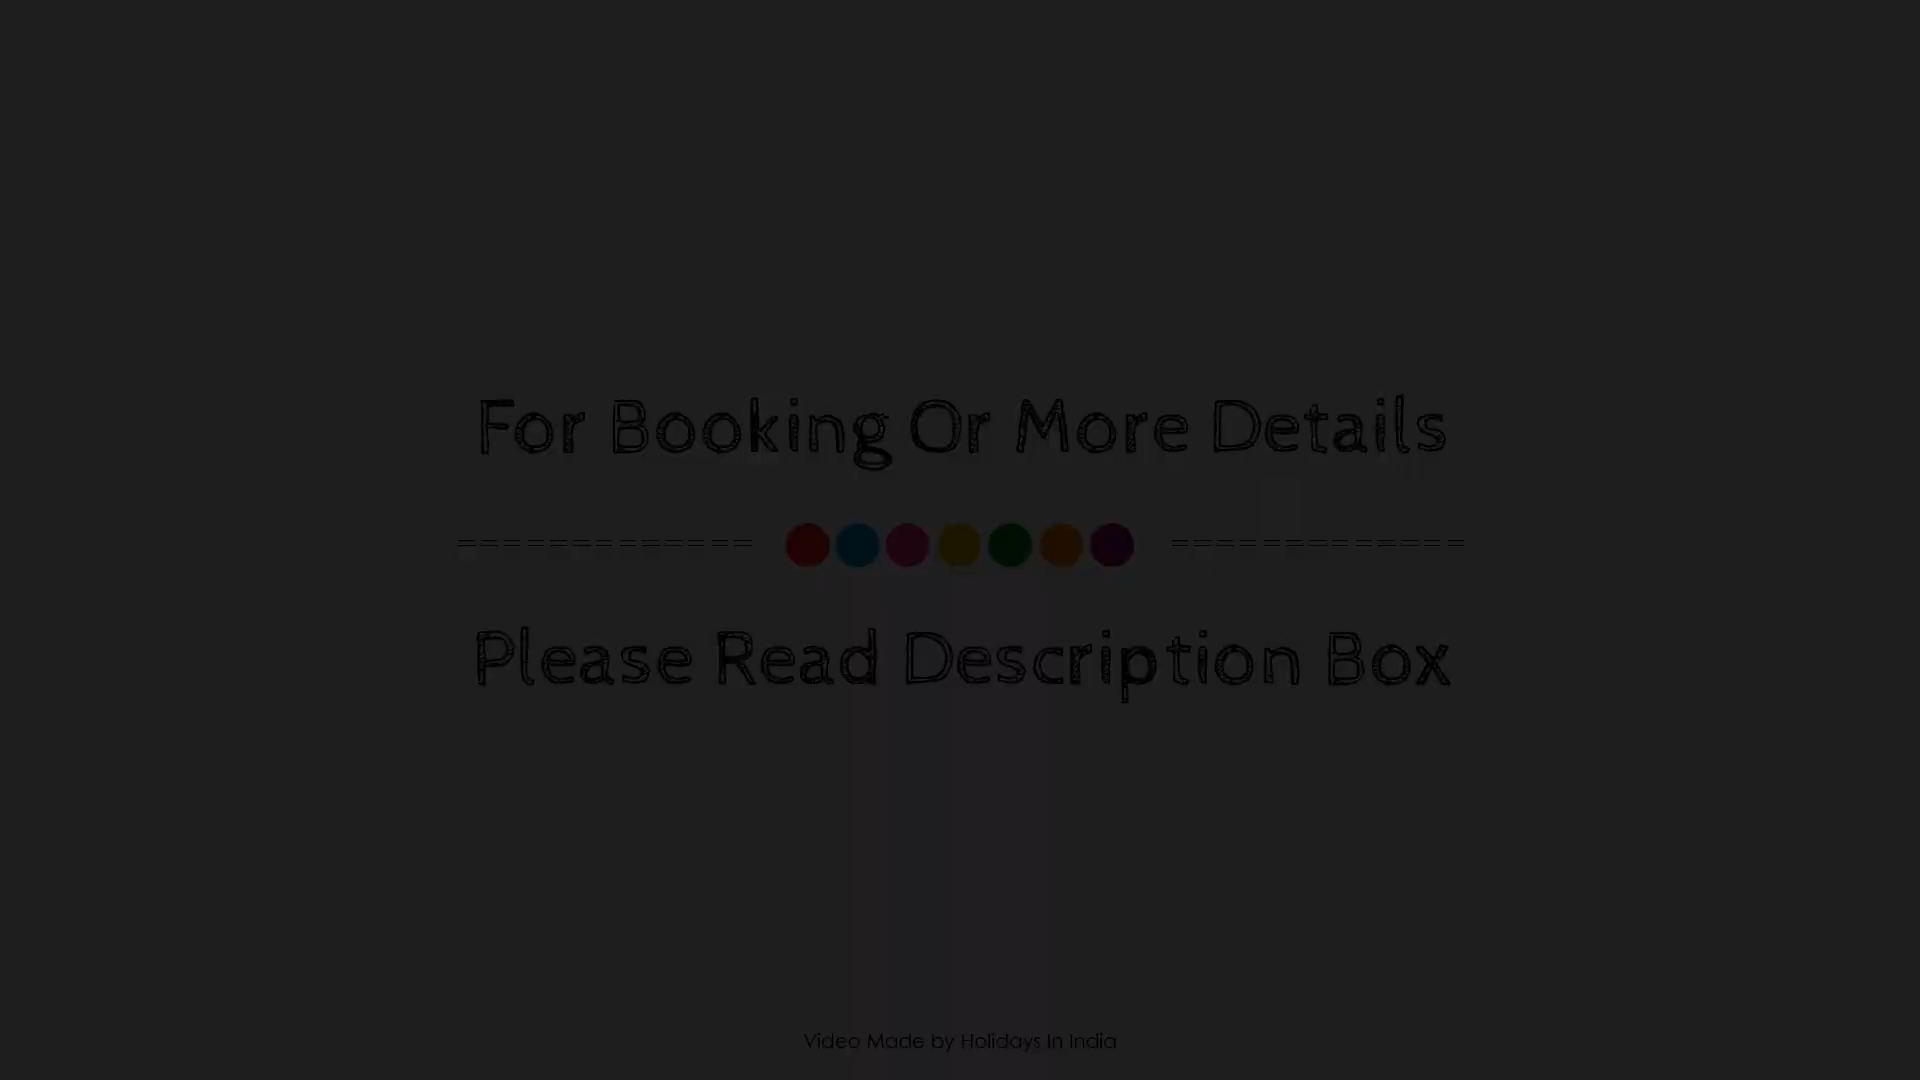 For Booking Or More Details
============= =============
Please Read Description Box
Video Made by Holidays In India